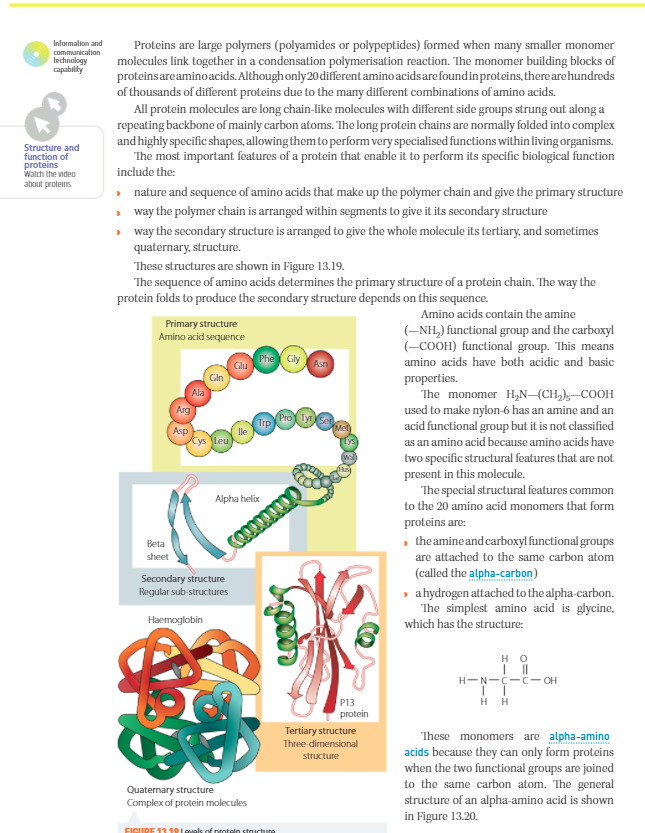 Information and
communication
technology
capability
Structure and
function of
proteins
Watch the video
about proteins.
Proteins are large polymers (polyamides or polypeptides) formed when many smaller monomer
molecules link together in a condensation polymerisation reaction. The monomer building blocks of
proteins are amino acids. Although only 20 different amino acids are found in proteins, there are hundreds
of thousands of different proteins due to the many different combinations of amino acids.
All protein molecules are long chain-like molecules with different side groups strung out along a
repeating backbone of mainly carbon atoms. The long protein chains are normally folded into complex
and highly specific shapes, allowing them to perform very specialised functions within living organisms.
The most important features of a protein that enable it to perform its specific biological function
include the:
nature and sequence of amino acids that make up the polymer chain and give the primary structure
way the polymer chain is arranged within segments to give it its secondary structure
way the secondary structure is arranged to give the whole molecule its tertiary, and sometimes
quaternary, structure.
These structures are shown in Figure 13.19.
The sequence of amino acids determines the primary structure of a protein chain. The way the
protein folds to produce the secondary structure depends on this sequence.
Primary structure
Amino acid sequence
Asn
Gly
Phe
Glu
Gln
Ala
Arg
Asp
Cys
Leu
Ile
Trp
Pro
Tyr
Ser
Met
Lys
Wal
Hus
Alpha helix
Beta
sheet
Secondary structure
Regular sub-structures
Haemoglobin
P13
protein
Tertiary structure
Three-dimensional
structure
Quaternary structure
Complex of protein molecules
FIGURE 13.19 Levels of protein structure
Amino acids contain the amine
(—NH₂) functional group and the carboxyl
(—COOH) functional group. This means
amino acids have both acidic and basic
properties.
The monomer H₂N—(CH₂)₅—COOH
used to make nylon-6 has an amine and an
acid functional group but it is not classified
as an amino acid because amino acids have
two specific structural features that are not
present in this molecule.
The special structural features common
to the 20 amino acid monomers that form
proteins are:
the amine and carboxyl functional groups
are attached to the same carbon atom
(called the alpha-carbon)
a hydrogen attached to the alpha-carbon.
The simplest amino acid is glycine,
which has the structure:
H O
H—N—C—C—OH
H H
These monomers are alpha-amino
acids because they can only form proteins
when the two functional groups are joined
to the same carbon atom. The general
structure of an alpha-amino acid is shown
in Figure 13.20.